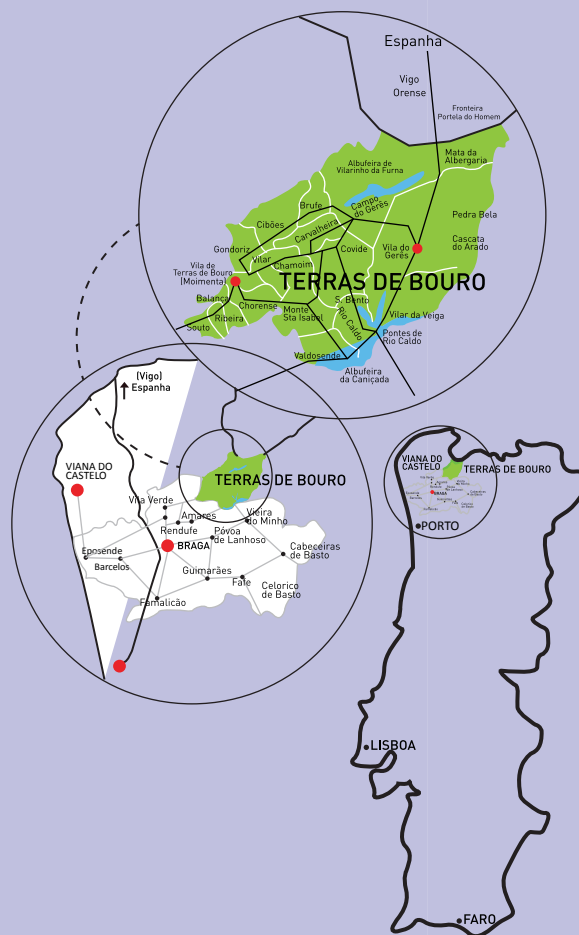 Espanha
Vigo
Orense
Fronteira
Portela do Homem
Mata da
Albergaria
Albufeira de
Vilarinho da Furna
Campo
do Gerês
Brufe
Carvalheira
Cibões
Pedra Bela
Gondoriz
Vilar
Covide
Vila do
Gerês
Cascata
do Arado
Vila de
Terras de Bouro
(Moimenta)
Chamoim
TERRAS DE BOURO
Balança
Chorense
S. Bento
Rio Caldo
Ribeira
Monte
Sta Isabel
Vilar da Veiga
Souto
Pontes de
Rio Caldo
Valdosende
Albufeira
da Caniçada
(Vigo)
Espanha
VIANA DO
CASTELO
TERRAS DE BOURO
Vila Verde
Amares
Rendufe
Vieira
do Minho
Póvoa
de Lanhoso
BRAGA
Esposende
Barcelos
Cabeceiras
de Basto
Guimarães
Fafe
Celorico
de Basto
Famalicão
VIANA DO
CASTELO
TERRAS DE BOURO
BRAGA
PORTO
LISBOA
FARO